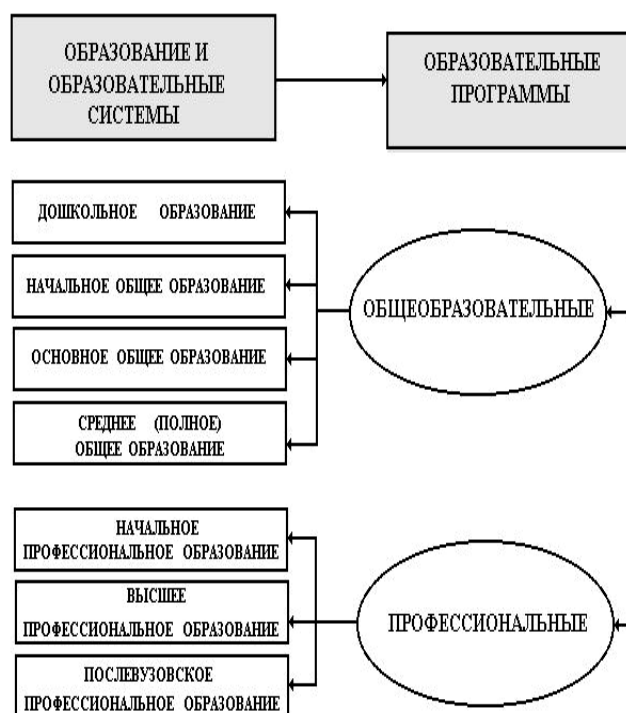 ОБРАЗОВАНИЕ И
ОБРАЗОВАТЕЛЬНЫЕ
СИСТЕМЫ
ОБРАЗОВАТЕЛЬНЫЕ
ПРОГРАММЫ
ДОШКОЛЬНОЕ ОБРАЗОВАНИЕ
НАЧАЛЬНОЕ ОБЩЕЕ ОБРАЗОВАНИЕ
ОСНОВНОЕ ОБЩЕЕ ОБРАЗОВАНИЕ
СРЕДНЕЕ (ПОЛНОЕ)
ОБЩЕЕ ОБРАЗОВАНИЕ
ОБЩЕОБРАЗОВАТЕЛЬНЫЕ
НАЧАЛЬНОЕ
ПРОФЕССИОНАЛЬНОЕ ОБРАЗОВАНИЕ
ВЫСШЕЕ
ПРОФЕССИОНАЛЬНОЕ ОБРАЗОВАНИЕ
ПОСЛЕВУЗОВСКОЕ
ПРОФЕССИОНАЛЬНОЕ ОБРАЗОВАНИЕ
ПРОФЕССИОНАЛЬНЫЕ